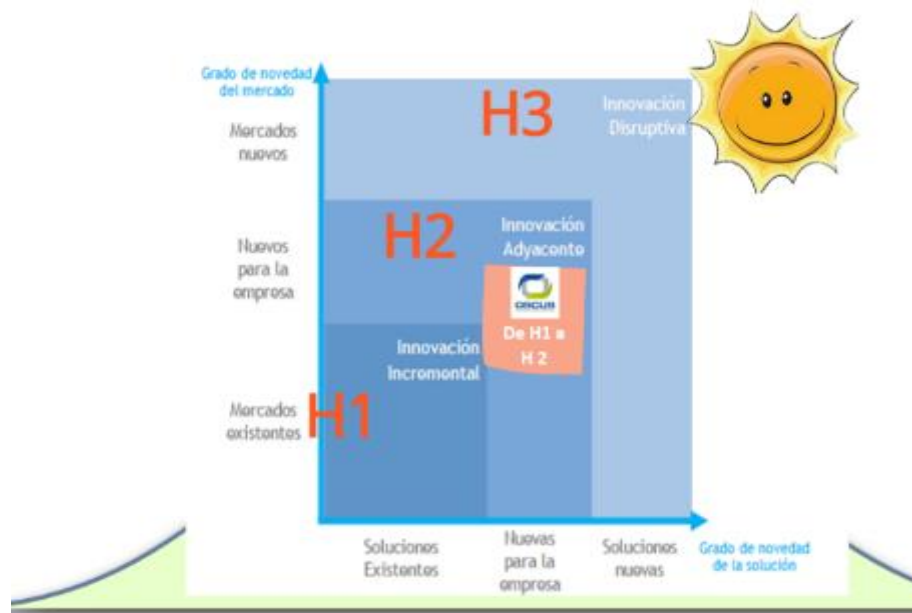 Grado de novedad
del mercado
H3
Innovación
Disruptiva
Mercados
nuevos
H2
Innovación
Adyacente
Nuevos
para la
empresa
OSCUS
De H1 a
H 2
Innovación
Incremental
H1
Mercados
existentes
Soluciones
Existentes
Nuevas
para la
empresa
Soluciones
nuevas
Grado de novedad
de la solución